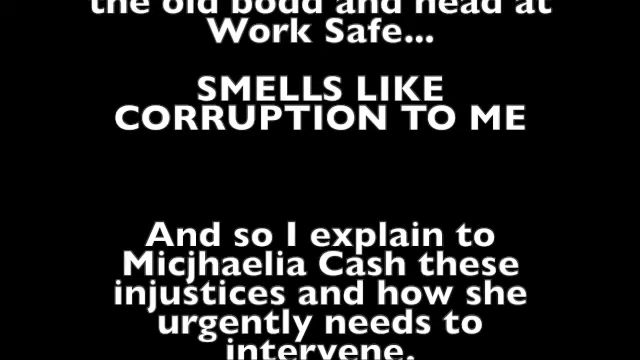 the old bodd and head at
Work Safe...
SMELLS LIKE
CORRUPTION TO ME
And so I explain to
Micjhaelia Cash these
injustices and how she
urgently needs to
intervene.